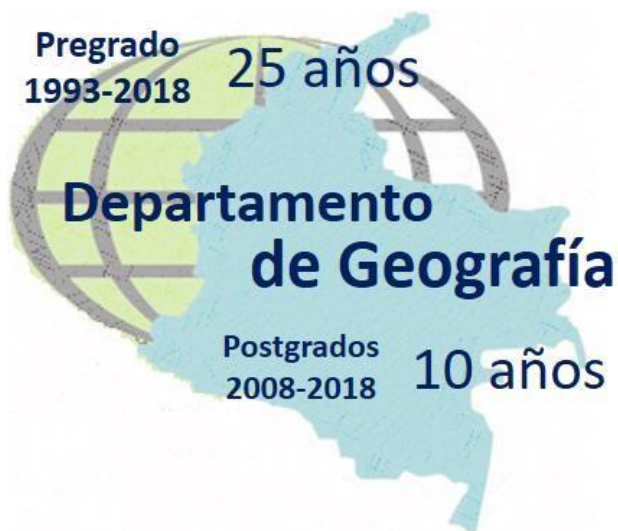 Pregrado
1993-2018
25 años
Departamento
de Geografía
Postgrados
2008-2018
10 años